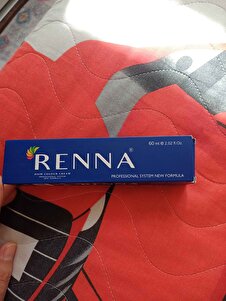 60 ml ℮ 2.02 fl.Oz.
RENNA®
HAIR COLOUR CREAM
PROFESSIONAL SYSTEM NEW FORMULA